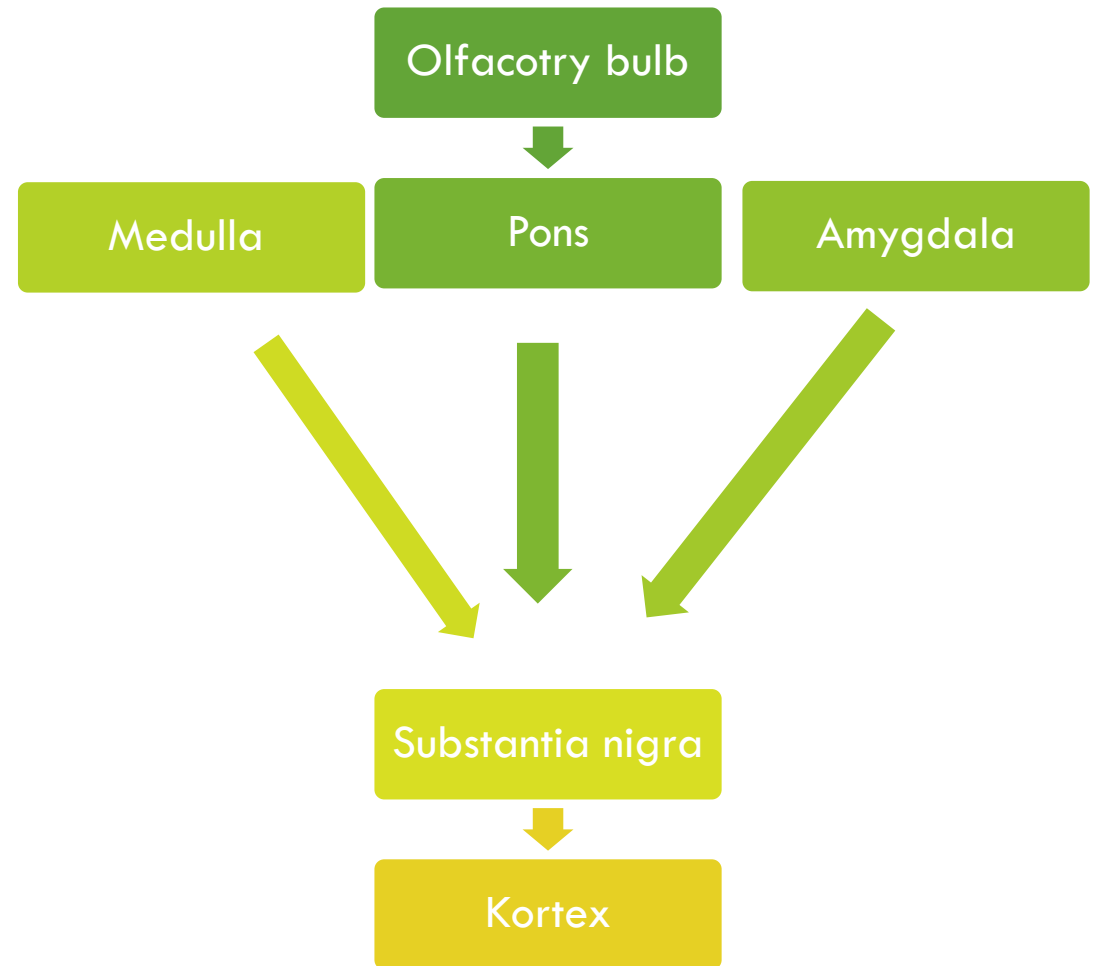 Olfacotry bulb
Medulla
Pons
Amygdala
Substantia nigra
Kortex